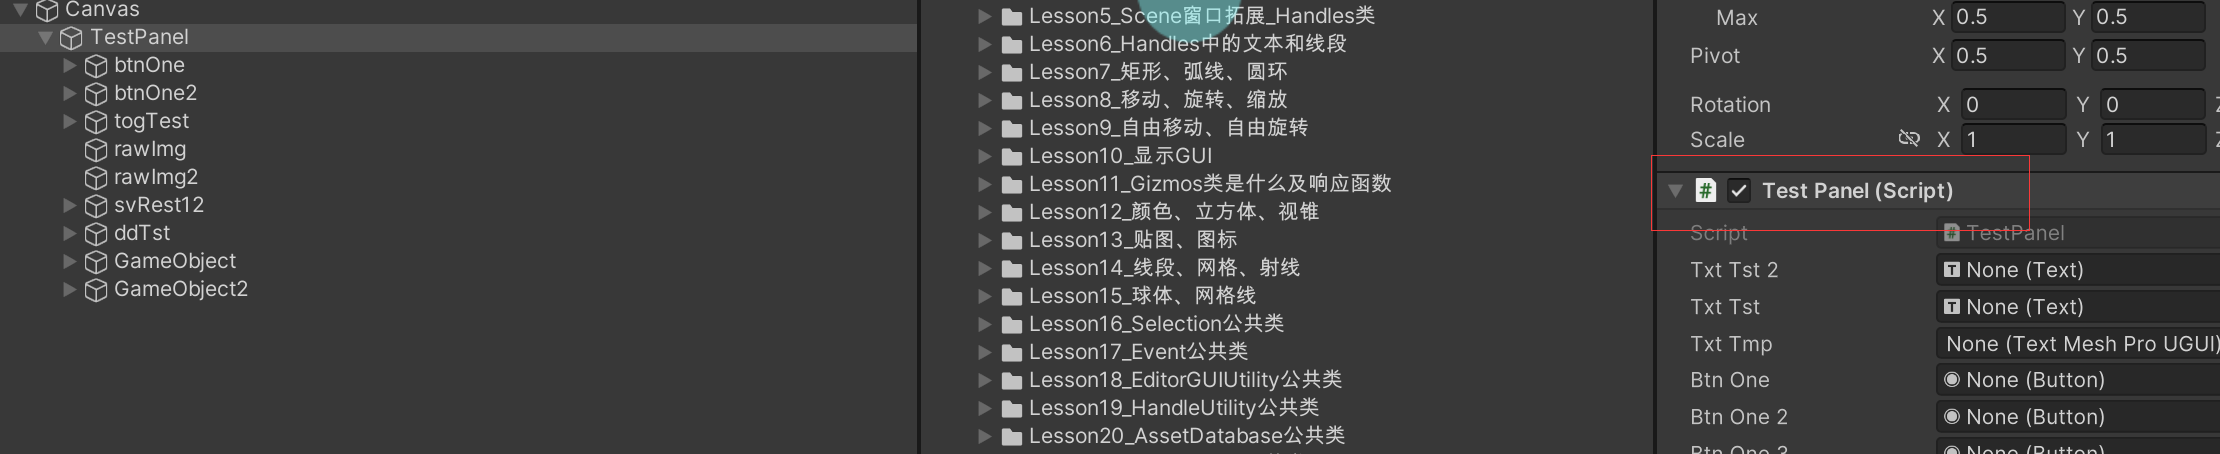 Canvas
TestPanel
btnOne
btnOne2
togTest
rawImg
rawImg2
svRest12
ddTst
GameObject
GameObject2
Lesson5_Scene窗口拓展_Handles类
Lesson6_Handles中的文本和线段
Lesson7_矩形、弧线、圆环
Lesson8_移动、旋转、缩放
Lesson9_自由移动、自由旋转
Lesson10_显示GUI
Lesson11_Gizmos类是什么及响应函数
Lesson12_颜色、立方体、视锥
Lesson13_贴图、图标
Lesson14_线段、网格、射线
Lesson15_球体、网格线
Lesson16_Selection公共类
Lesson17_Event公共类
Lesson18_EditorGUIUtility公共类
Lesson19_HandleUtility公共类
Lesson20_AssetDatabase公共类
Max X 0.5 Y 0.5
Pivot X 0.5 Y 0.5
Rotation X 0 Y 0 Z
Scale X 1 Y 1 Z
# Test Panel (Script)
Script # TestPanel
Txt Tst 2 T None (Text)
Txt Tst T None (Text)
Txt Tmp None (Text Mesh Pro UGUI)
Btn One None (Button)
Btn One 2 None (Button)
Btn One 3 None (Button)